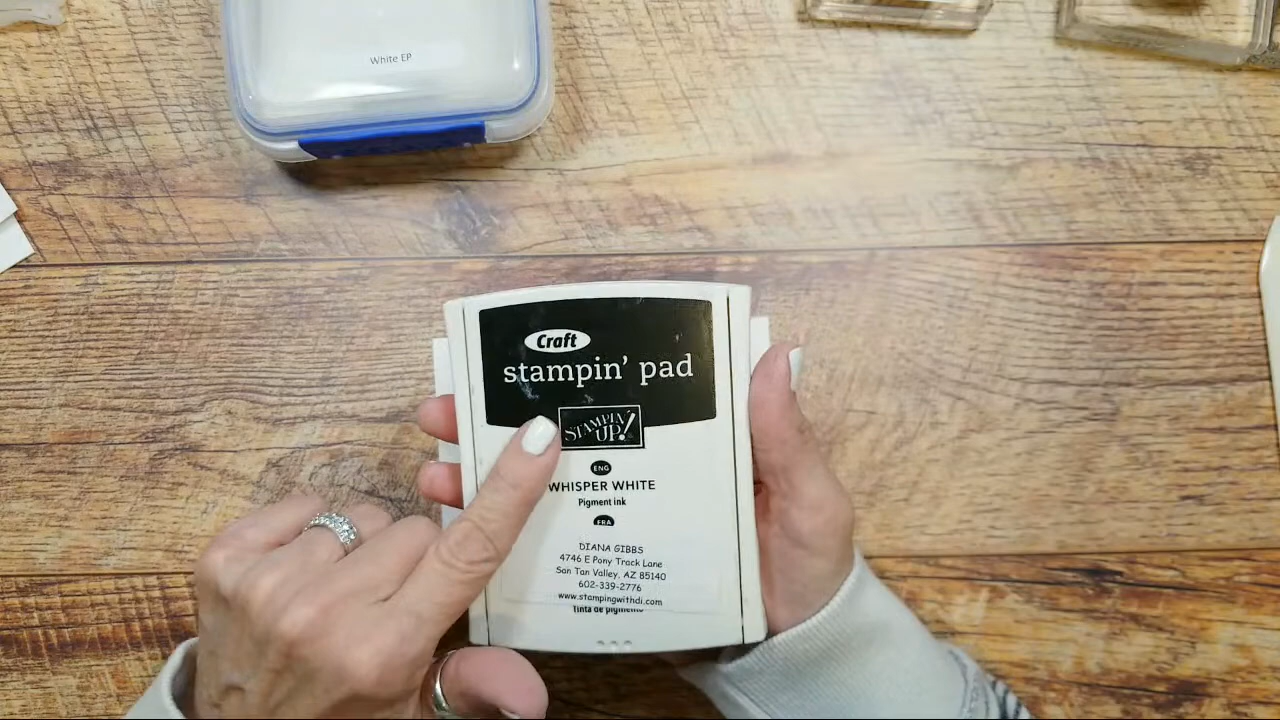 White EP
Craft
stampin' pad
STAMPIN'
UP!
ENG
WHISPER WHITE
Pigment ink
FRA
DIANA GIBBS
4746 E Pony Track Lane
San Tan Valley, AZ 85140
602-339-2776
www.stampingwithdi.com
Tinta de pigmento